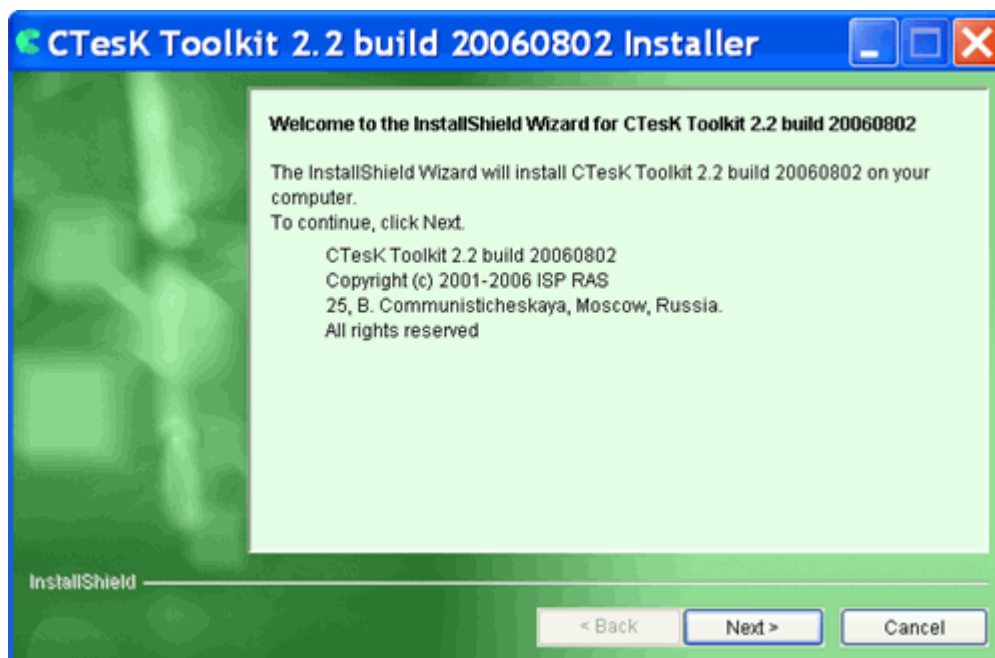 CTesK Toolkit 2.2 build 20060802 Installer
Welcome to the InstallShield Wizard for CTesK Toolkit 2.2 build 20060802
The InstallShield Wizard will install CTesK Toolkit 2.2 build 20060802 on your
computer.
To continue, click Next.
CTesK Toolkit 2.2 build 20060802
Copyright (c) 2001-2006 ISP RAS
25, B. Communisticheskaya, Moscow, Russia.
All rights reserved
InstallShield
< Back Next > Cancel